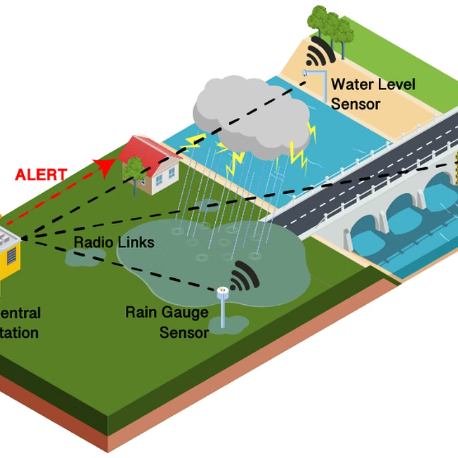 Water Level
Sensor
ALERT
Radio Links
entral
tation
Rain Gauge
Sensor